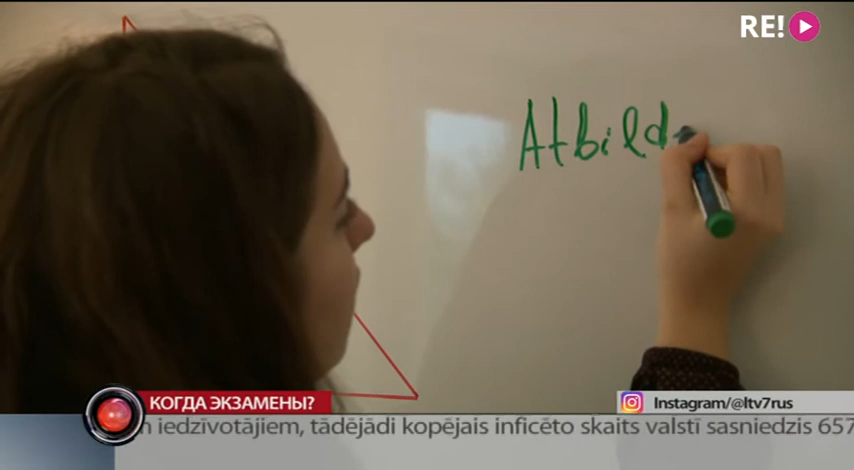 RE!
Atbild
КОГДА ЭКЗАМЕНЫ?
Instagram/@ltv7rus
iedzīvotājiem, tādējādi kopējais inficēto skaits valstī sasniedzis 657